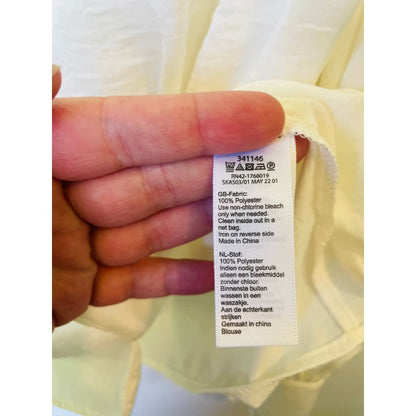 341146
RN42-1768019
SXAS03/01 MAY 22 01
GB-Fabric:
100% Polyester
Use non-chlorine bleach
only when needed.
Clean inside out in a
net bag.
Iron on reverse side
Made in China
NL-Stof:
100% Polyester
Indien nodig gebruik
alleen een bleekmiddel
zonder chloor.
Binnenste buiten
wassen in een
waszakje.
Aan de achterkant
strijken
Gemaakt in china
Blouse